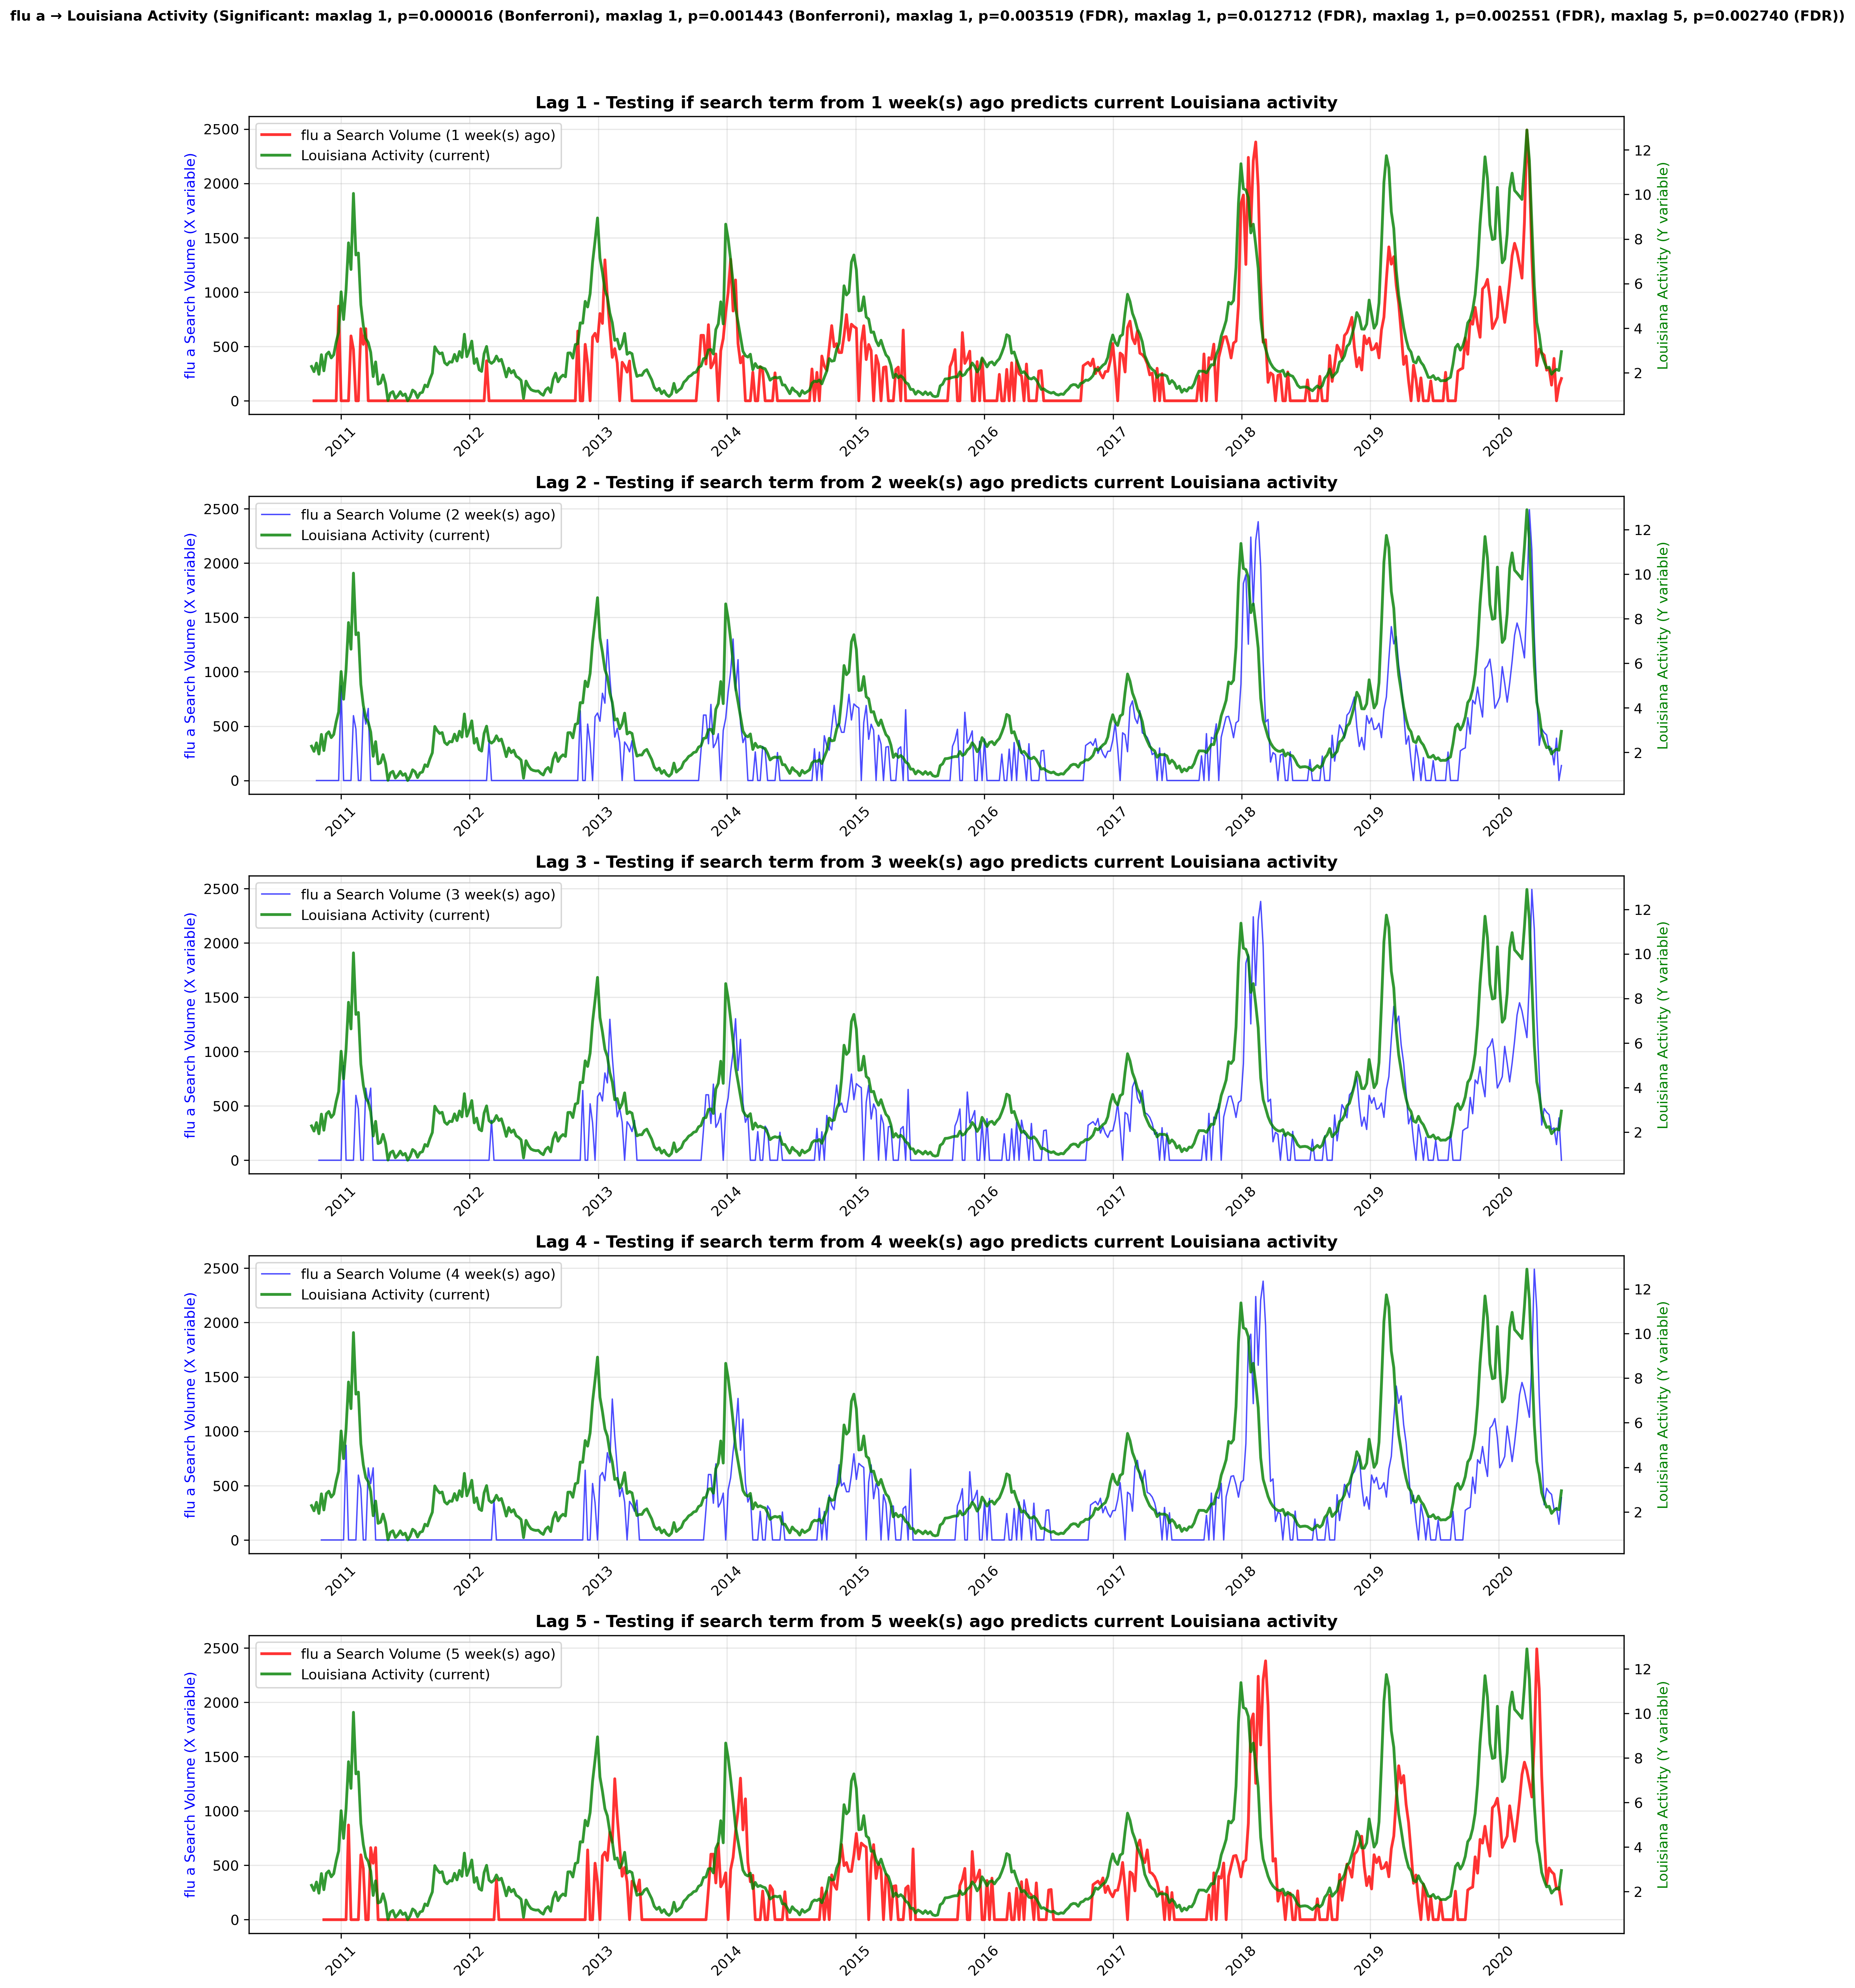 flu a → Louisiana Activity (Significant: maxlag 1, p=0.000016 (Bonferroni), maxlag 1, p=0.001443 (Bonferroni), maxlag 1, p=0.003519 (FDR), maxlag 1, p=0.012712 (FDR), maxlag 1, p=0.002551 (FDR), maxlag 5, p=0.002740 (FDR))
Lag 1 - Testing if search term from 1 week(s) ago predicts current Louisiana activity
flu a Search Volume (1 week(s) ago)
Louisiana Activity (current)
flu a Search Volume (X variable)
2500
2000
1500
1000
500
0
12
10
8
6
4
2
Louisiana Activity (Y variable)
2011 2012 2013 2014 2015 2016 2017 2018 2019 2020
Lag 2 - Testing if search term from 2 week(s) ago predicts current Louisiana activity
flu a Search Volume (2 week(s) ago)
Louisiana Activity (current)
flu a Search Volume (X variable)
2500
2000
1500
1000
500
0
12
10
8
6
4
2
Louisiana Activity (Y variable)
2011 2012 2013 2014 2015 2016 2017 2018 2019 2020
Lag 3 - Testing if search term from 3 week(s) ago predicts current Louisiana activity
flu a Search Volume (3 week(s) ago)
Louisiana Activity (current)
flu a Search Volume (X variable)
2500
2000
1500
1000
500
0
12
10
8
6
4
2
Louisiana Activity (Y variable)
2011 2012 2013 2014 2015 2016 2017 2018 2019 2020
Lag 4 - Testing if search term from 4 week(s) ago predicts current Louisiana activity
flu a Search Volume (4 week(s) ago)
Louisiana Activity (current)
flu a Search Volume (X variable)
2500
2000
1500
1000
500
0
12
10
8
6
4
2
Louisiana Activity (Y variable)
2011 2012 2013 2014 2015 2016 2017 2018 2019 2020
Lag 5 - Testing if search term from 5 week(s) ago predicts current Louisiana activity
flu a Search Volume (5 week(s) ago)
Louisiana Activity (current)
flu a Search Volume (X variable)
2500
2000
1500
1000
500
0
12
10
8
6
4
2
Louisiana Activity (Y variable)
2011 2012 2013 2014 2015 2016 2017 2018 2019 2020